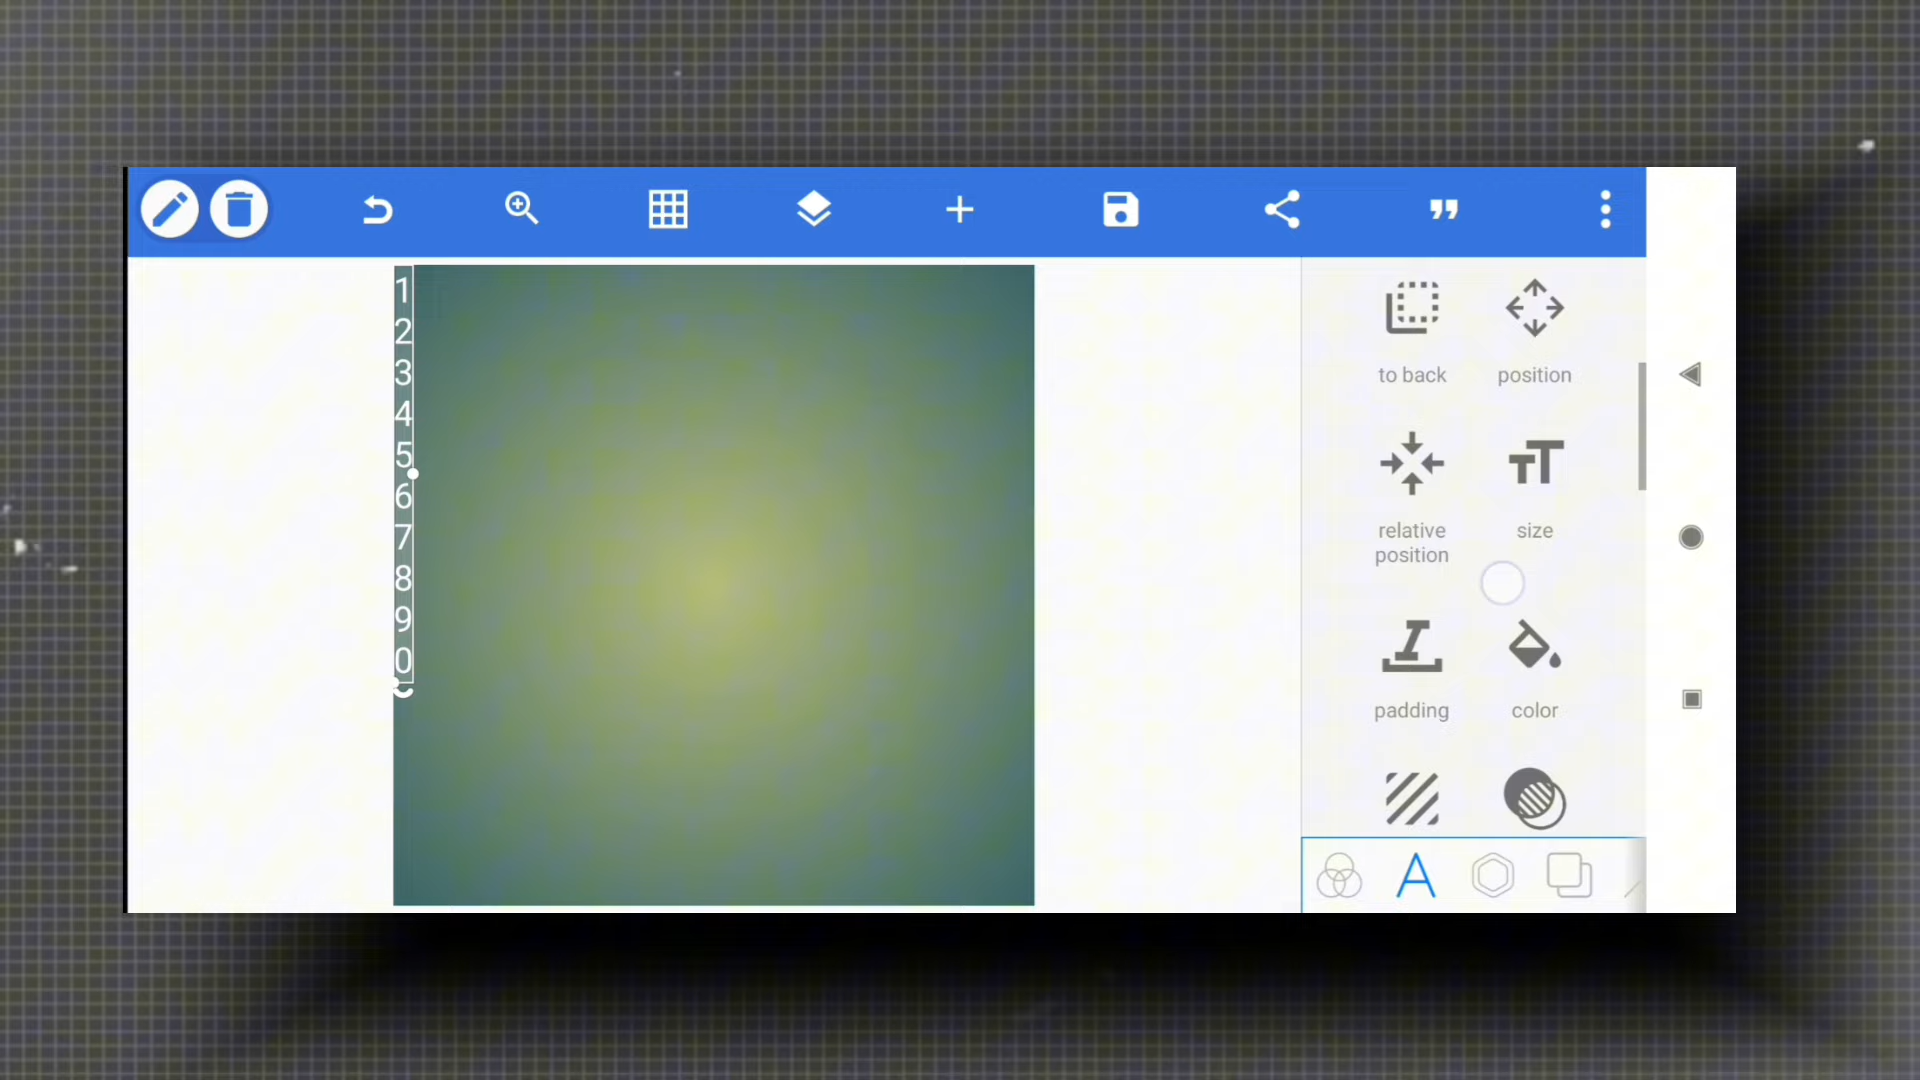 1
2
3
4
5
6
7
8
9
0
to back
position
relative
position
size
padding
color